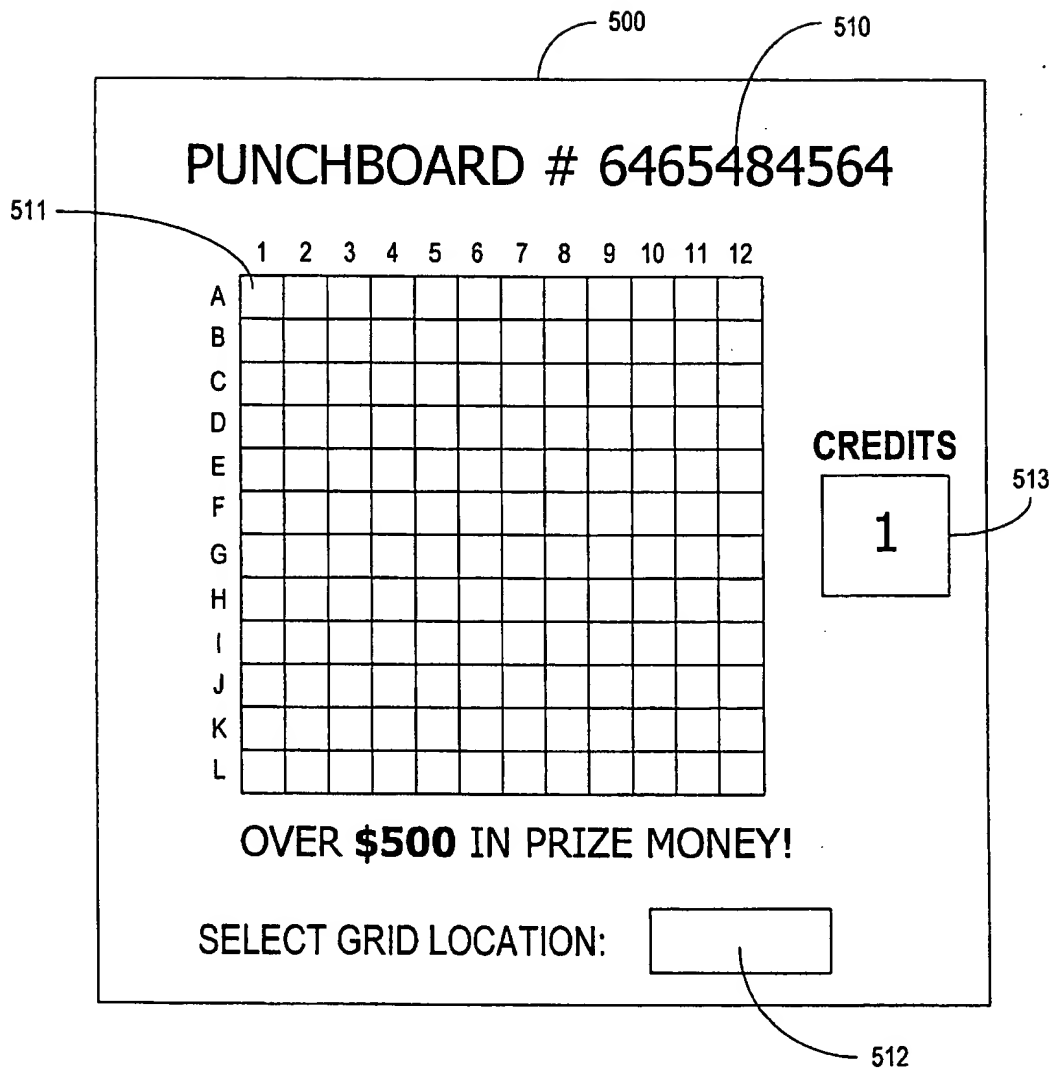 500
510
PUNCHBOARD # 6465484564
511
1 2 3 4 5 6 7 8 9 10 11 12
A
B
C
D
E
F
G
H
I
J
K
L
CREDITS
513
1
OVER $500 IN PRIZE MONEY!
SELECT GRID LOCATION:
512